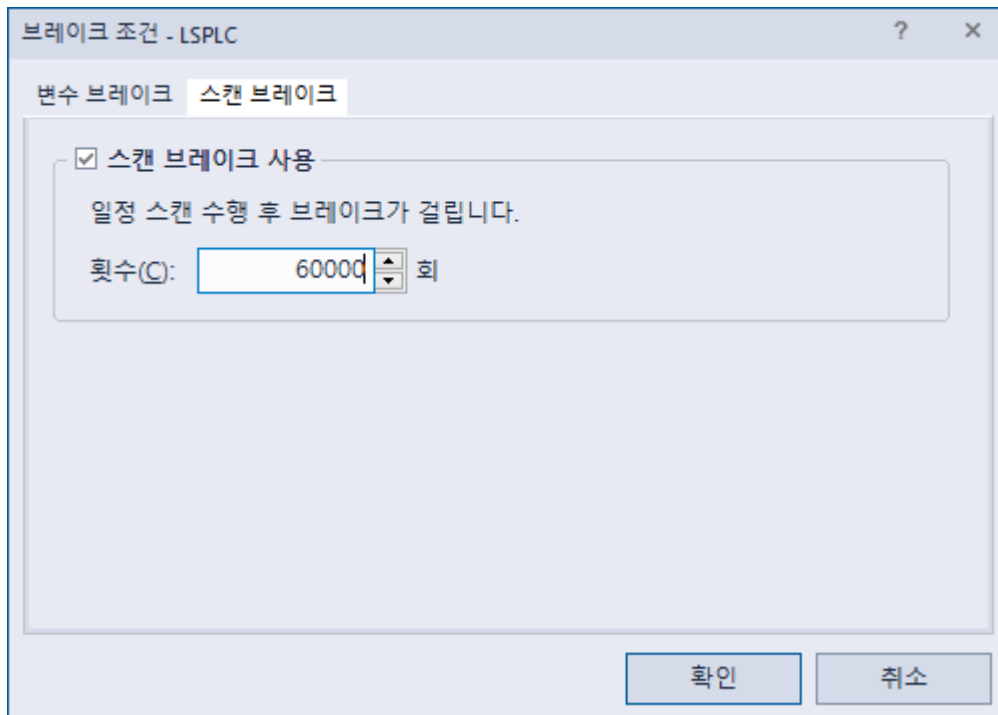 브레이크 조건 - LSPLC ? ×
변수 브레이크 스캔 브레이크
스캔 브레이크 사용
일정 스캔 수행 후 브레이크가 걸립니다.
횟수(C): 60000 회
확인 취소